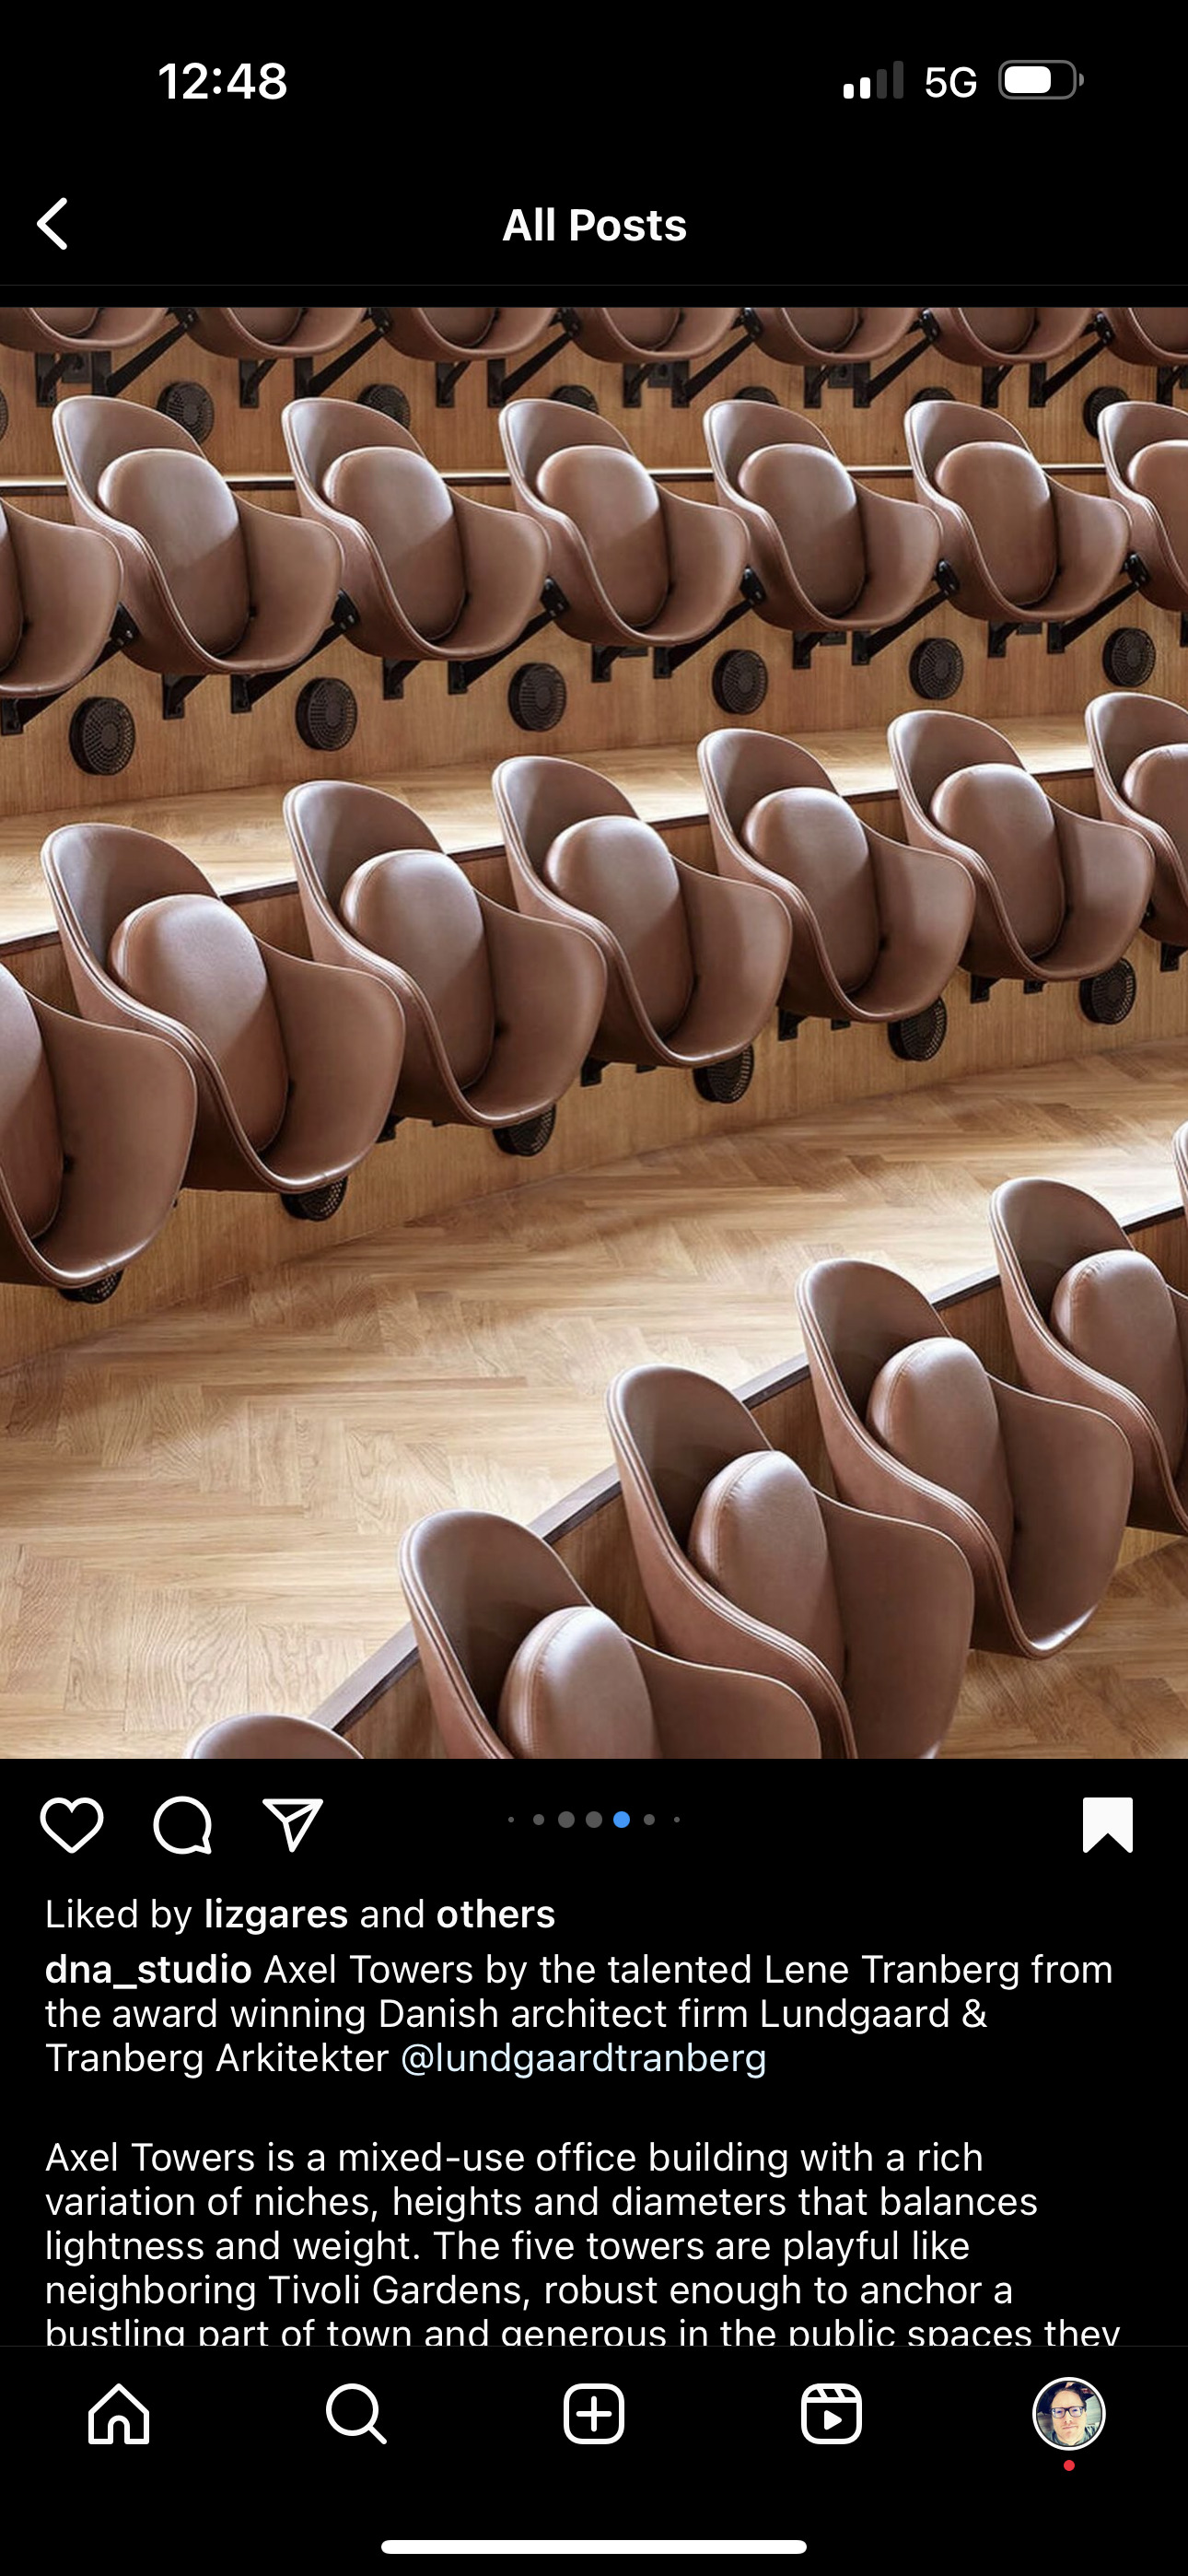 12:48
5G
All Posts
Liked by lizgares and others
dna_studio Axel Towers by the talented Lene Tranberg from
the award winning Danish architect firm Lundgaard &
Tranberg Arkitekter @lundgaardtranberg
Axel Towers is a mixed-use office building with a rich
variation of niches, heights and diameters that balances
lightness and weight. The five towers are playful like
neighboring Tivoli Gardens, robust enough to anchor a
bustling part of town and generous in the public spaces they